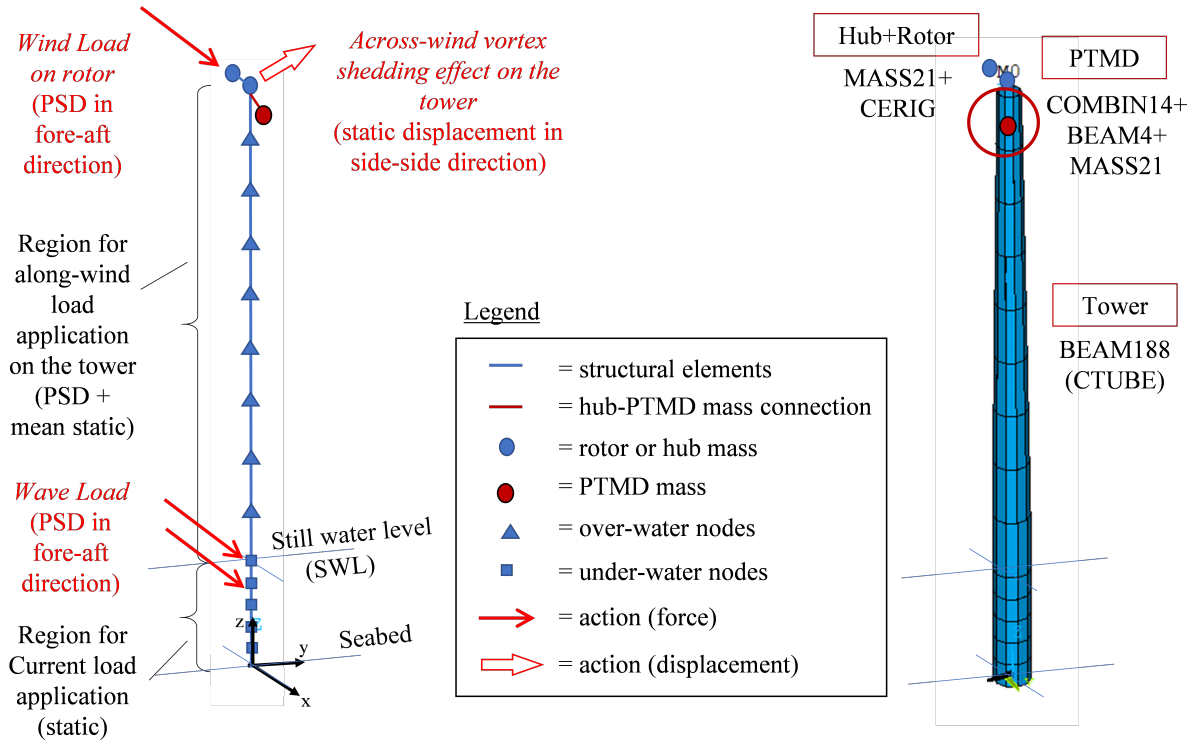 Wind Load
on rotor
(PSD in
fore-aft
direction)
Across-wind vortex
shedding effect on the
tower
(static displacement in
side-side direction)
Region for
along-wind
load
application
on the tower
(PSD +
mean static)
Wave Load
(PSD in
fore-aft
direction)
Still water level
(SWL)
Region for
Current load
application
(static)
Seabed
z
y
x
Legend
= structural elements
= hub-PTMD mass connection
= rotor or hub mass
= PTMD mass
= over-water nodes
= under-water nodes
= action (force)
= action (displacement)
Hub+Rotor
MASS21+
CERIG
PTMD
COMBIN14+
BEAM4+
MASS21
Tower
BEAM188
(CTUBE)